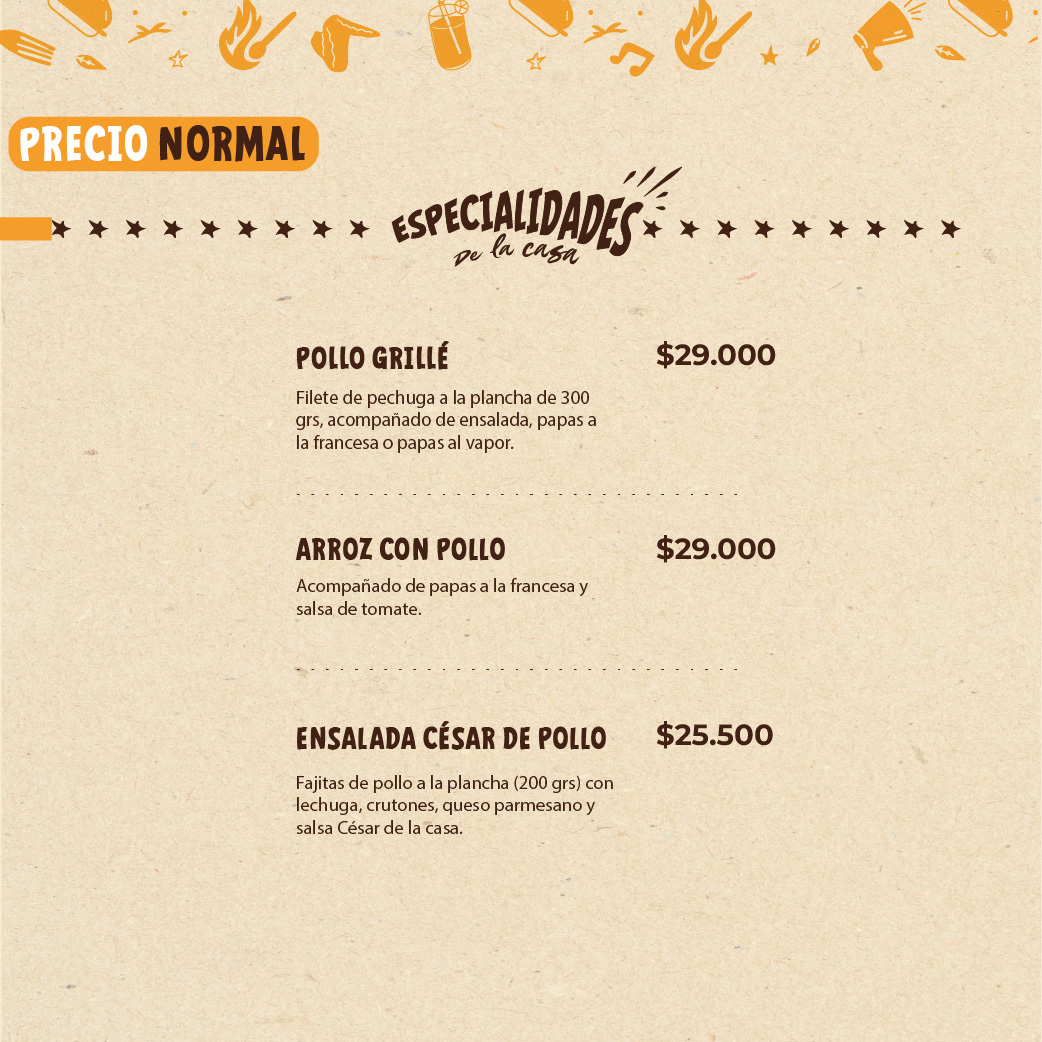 PRECIO NORMAL
ESPECIALIDADES
De la casa
POLLO GRILLÉ $29.000
Filete de pechuga a la plancha de 300
grs, acompañado de ensalada, papas a
la francesa o papas al vapor.
ARROZ CON POLLO $29.000
Acompañado de papas a la francesa y
salsa de tomate.
ENSALADA CÉSAR DE POLLO $25.500
Fajitas de pollo a la plancha (200 grs) con
lechuga, crutones, queso parmesano y
salsa César de la casa.